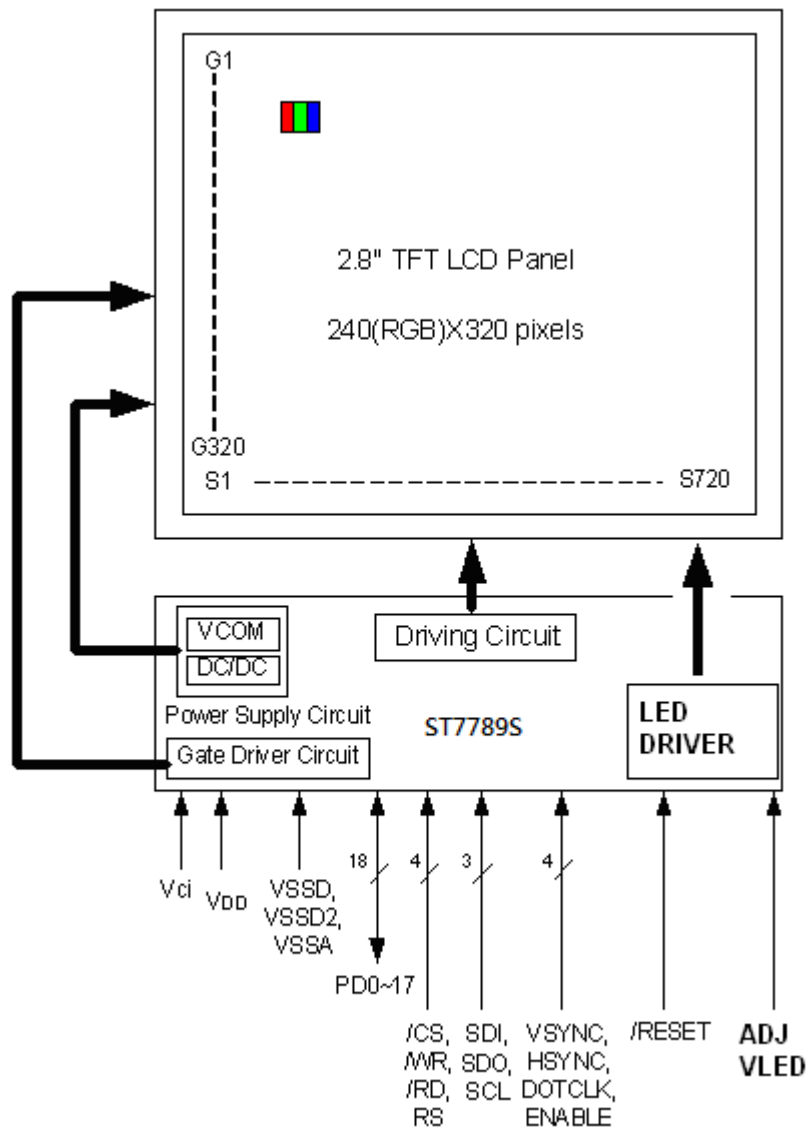 G1
2.8" TFT LCD Panel
240(RGB)X320 pixels
G320
S1
S720
VCOM
DC/DC
Driving Circuit
Power Supply Circuit
ST7789S
LED
DRIVER
Gate Driver Circuit
18
4
3
4
Vci
VDD
VSSD,
VSSD2,
VSSA
PD0~17
/CS,
/WR,
/RD,
RS
SDI,
SDO,
SCL
VSYNC,
HSYNC,
DOTCLK,
ENABLE
/RESET
ADJ
VLED